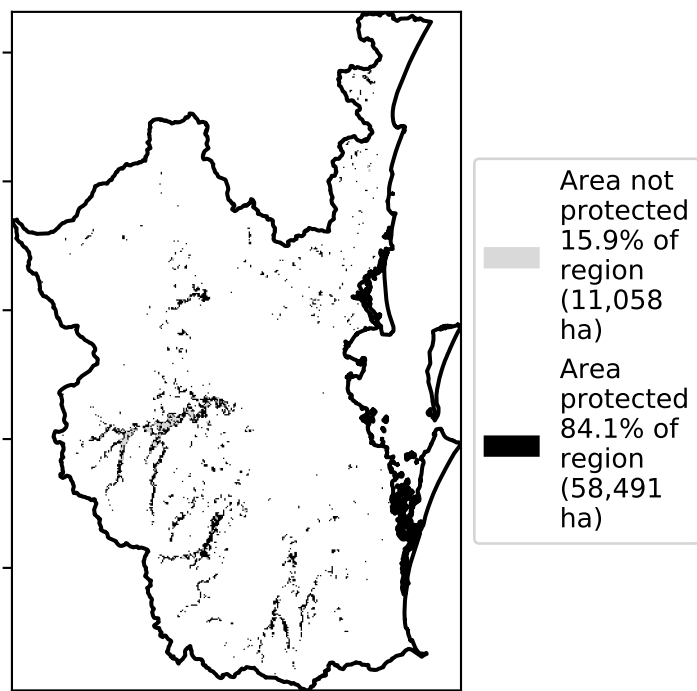 Area not
protected
15.9% of
region
(11,058
ha)
Area
protected
84.1% of
region
(58,491
ha)